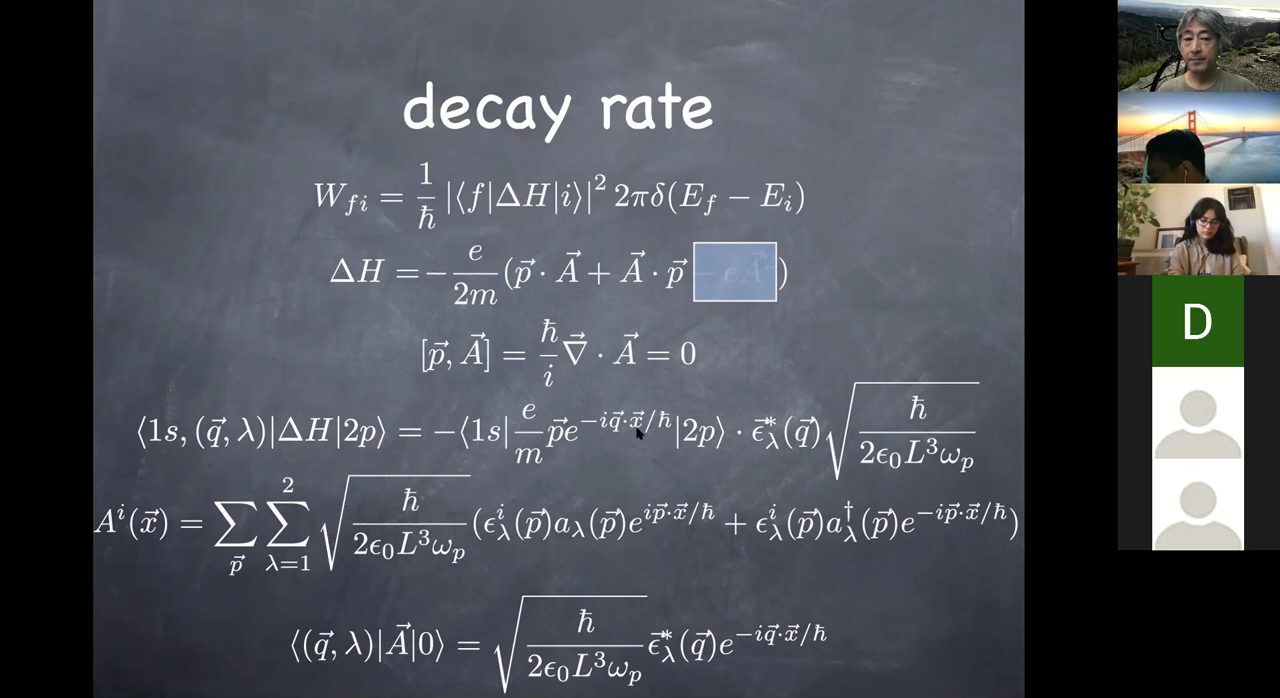 decay rate
W_{fi} = \frac{1}{\hbar} |\langle f|\Delta H|i\rangle|^2 2\pi\delta(E_f - E_i)
\Delta H = -\frac{e}{2m}(\vec{p} \cdot \vec{A} + \vec{A} \cdot \vec{p} - e\vec{A}^2)
[\vec{p}, \vec{A}] = \frac{\hbar}{i}\vec{\nabla} \cdot \vec{A} = 0
\langle 1s, (\vec{q}, \lambda)|\Delta H|2p\rangle = -\langle 1s|\frac{e}{m}\vec{p}e^{-i\vec{q}\cdot\vec{x}/\hbar}|2p\rangle \cdot \vec{\epsilon}_\lambda^*(\vec{q})\sqrt{\frac{\hbar}{2\epsilon_0 L^3 \omega_p}}
A^i(\vec{x}) = \sum_{\vec{p}} \sum_{\lambda=1}^{2} \sqrt{\frac{\hbar}{2\epsilon_0 L^3 \omega_p}}(\epsilon_\lambda^i(\vec{p})a_\lambda(\vec{p})e^{i\vec{p}\cdot\vec{x}/\hbar} + \epsilon_\lambda^i(\vec{p})a_\lambda^\dagger(\vec{p})e^{-i\vec{p}\cdot\vec{x}/\hbar})
\langle(\vec{q}, \lambda)|\vec{A}|0\rangle = \sqrt{\frac{\hbar}{2\epsilon_0 L^3 \omega_p}}\vec{\epsilon}_\lambda^*(\vec{q})e^{-i\vec{q}\cdot\vec{x}/\hbar}
D